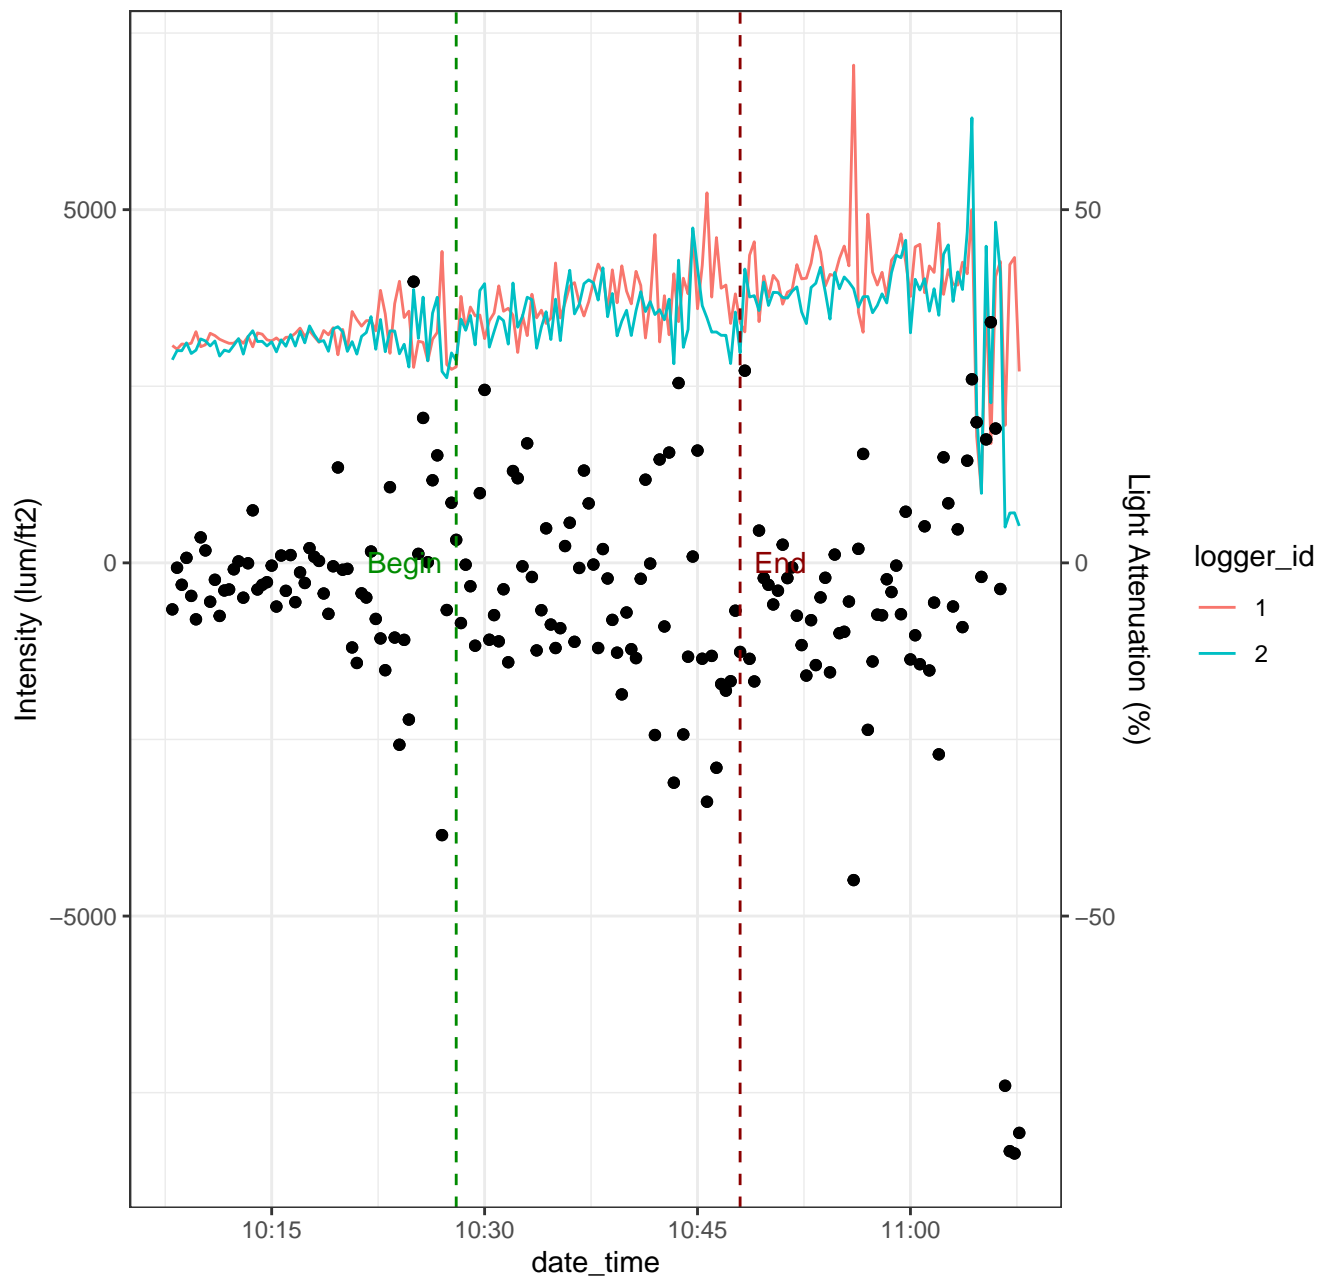 5000
0
−5000
Intensity (lum/ft2)
Begin
End
50
0
−50
Light Attenuation (%)
logger_id
1
2
10:15
10:30
10:45
11:00
date_time